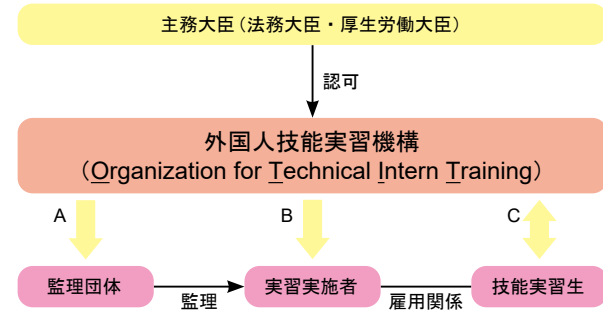 主務大臣（法務大臣・厚生労働大臣）
認可
外国人技能実習機構
（Organization for Technical Intern Training）
A
B
C
監理団体
監理
実習実施者
雇用関係
技能実習生